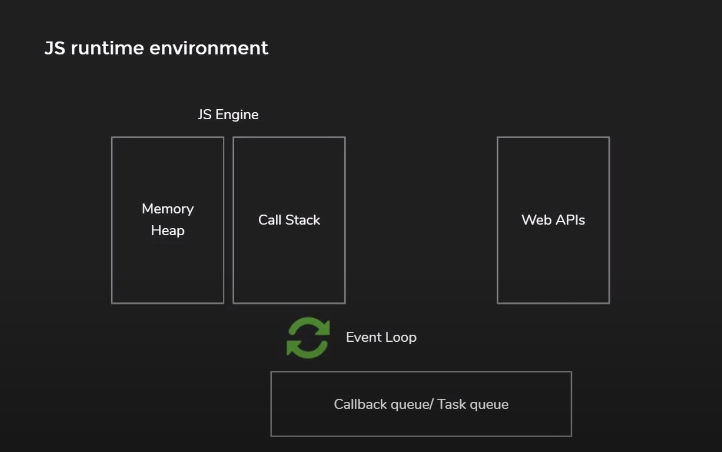 JS runtime environment
JS Engine
Memory
Heap
Call Stack
Web APIs
Event Loop
Callback queue/ Task queue